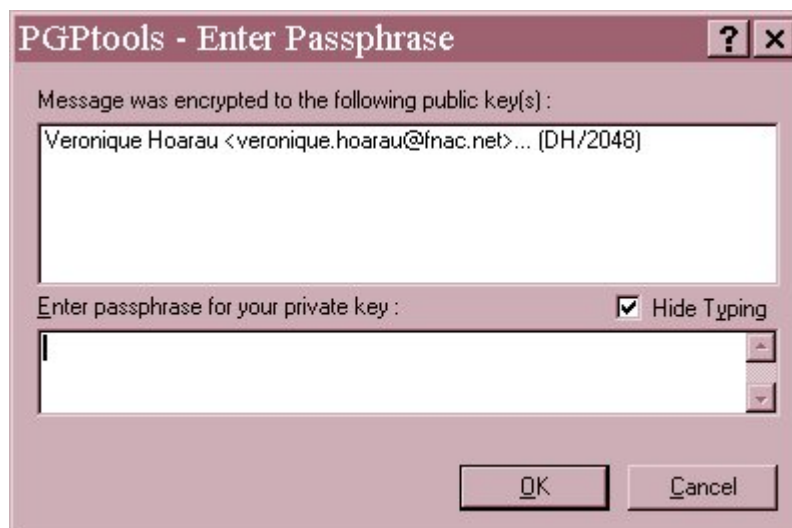 PGPtools - Enter Passphrase
Message was encrypted to the following public key(s) :
Veronique Hoarau <veronique.hoarau@fnac.net>... (DH/2048)
Enter passphrase for your private key :
Hide Typing
OK
Cancel